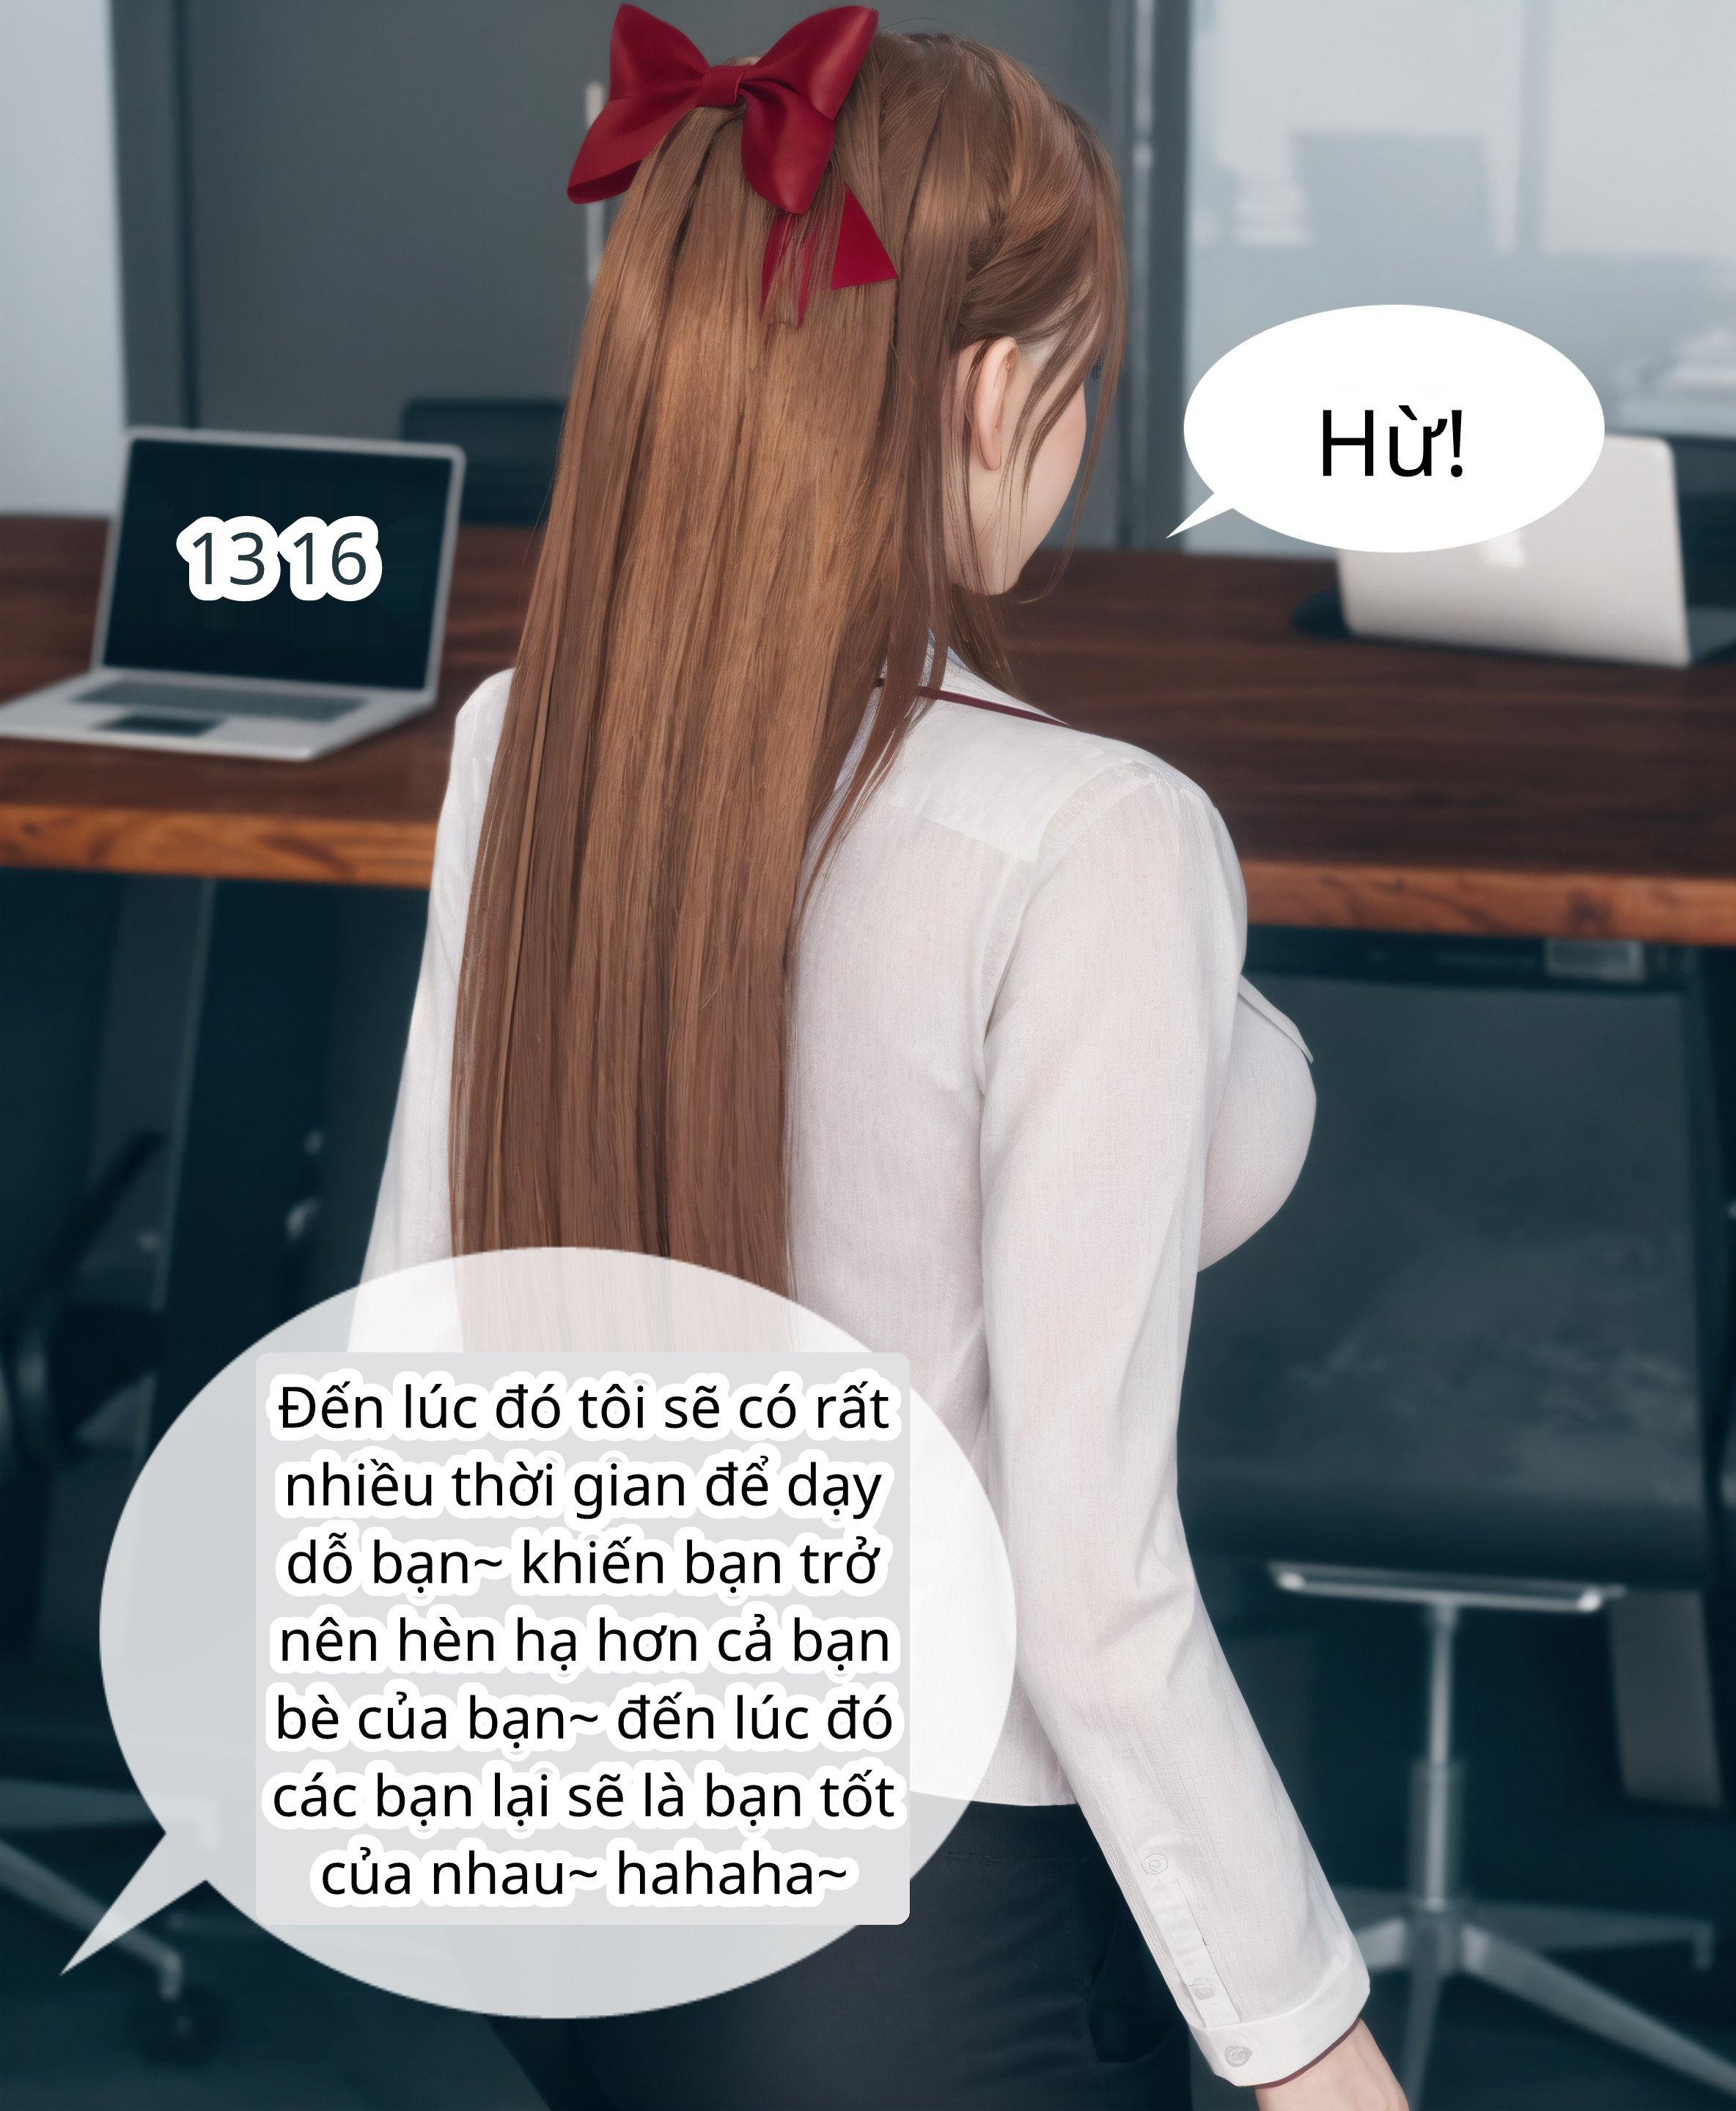 Hừ!
1316
Đến lúc đó tôi sẽ có rất
nhiều thời gian để dạy
dỗ bạn~ khiến bạn trở
nên hèn hạ hơn cả bạn
bè của bạn~ đến lúc đó
các bạn lại sẽ là bạn tốt
của nhau~ hahaha~